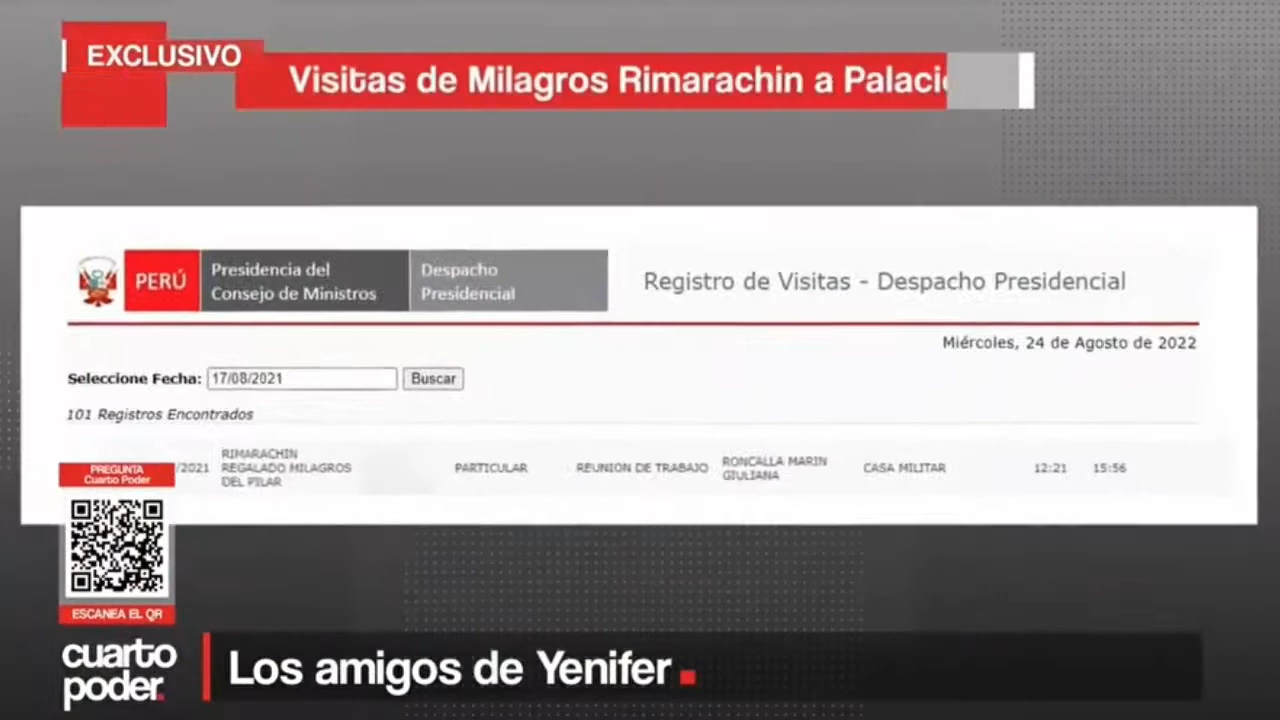 EXCLUSIVO
Visitas de Milagros Rimarachin a Palaci
PERÚ
Presidencia del
Consejo de Ministros
Despacho
Presidencial
Registro de Visitas - Despacho Presidencial
Miércoles, 24 de Agosto de 2022
Seleccione Fecha: 17/08/2021 Buscar
101 Registros Encontrados
/2021
RIMARACHIN
REGALADO MILAGROS
DEL PILAR
PARTICULAR
REUNION DE TRABAJO
RONCALLA MARIN
GIULIANA
CASA MILITAR
12:21
15:56
PREGUNTA
Cuarto Poder
ESCANEA EL QR
cuarto
poder.
Los amigos de Yenifer